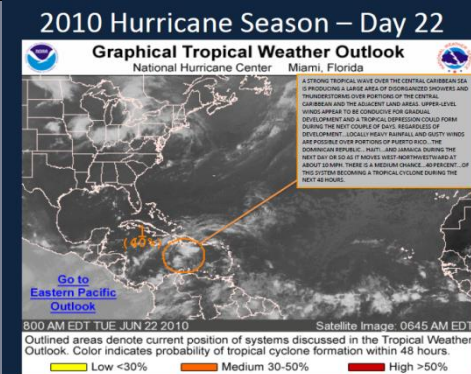 2010 Hurricane Season – Day 22
Graphical Tropical Weather Outlook
National Hurricane Center Miami, Florida
A STRONG TROPICAL WAVE OVER THE CENTRAL CARIBBEAN SEA
IS PRODUCING A LARGE AREA OF DISORGANIZED SHOWERS AND
THUNDERSTORMS OVER PORTIONS OF THE CENTRAL
CARIBBEAN AND THE ADJACENT LAND AREAS. UPPER-LEVEL
WINDS APPEAR TO BE CONDUCIVE FOR GRADUAL
DEVELOPMENT AND A TROPICAL DEPRESSION COULD FORM
DURING THE NEXT COUPLE OF DAYS. REGARDLESS OF
DEVELOPMENT...LOCALLY HEAVY RAINFALL AND GUSTY WINDS
ARE POSSIBLE OVER PORTIONS OF PUERTO RICO...THE
DOMINICAN REPUBLIC...HAITI...AND JAMAICA DURING THE
NEXT DAY OR SO AS IT MOVES WEST-NORTHWESTWARD AT
ABOUT 10 MPH. THERE IS A MEDIUM CHANCE...40 PERCENT...OF
THIS SYSTEM BECOMING A TROPICAL CYCLONE DURING THE
NEXT 48 HOURS.
1
(40%)
Go to
Eastern Pacific
Outlook
800 AM EDT TUE JUN 22 2010 Satellite Image: 0645 AM EDT
Outlined areas denote current position of systems discussed in the Tropical Weather
Outlook. Color indicates probability of tropical cyclone formation within 48 hours.
Low <30% Medium 30-50% High >50%